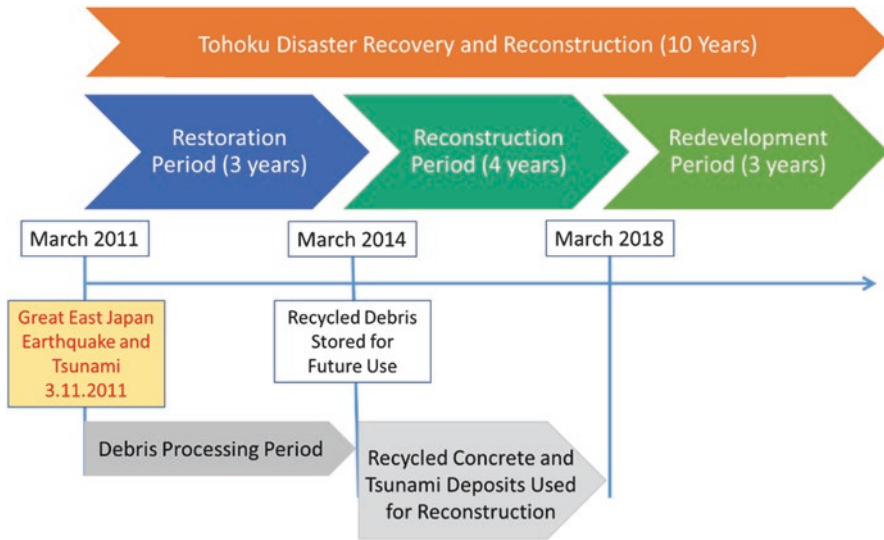 Tohoku Disaster Recovery and Reconstruction (10 Years)
Restoration
Period (3 years)
Reconstruction
Period (4 years)
Redevelopment
Period (3 years)
March 2011
March 2014
March 2018
Great East Japan
Earthquake and
Tsunami
3.11.2011
Recycled Debris
Stored for
Future Use
Debris Processing Period
Recycled Concrete and
Tsunami Deposits Used
for Reconstruction